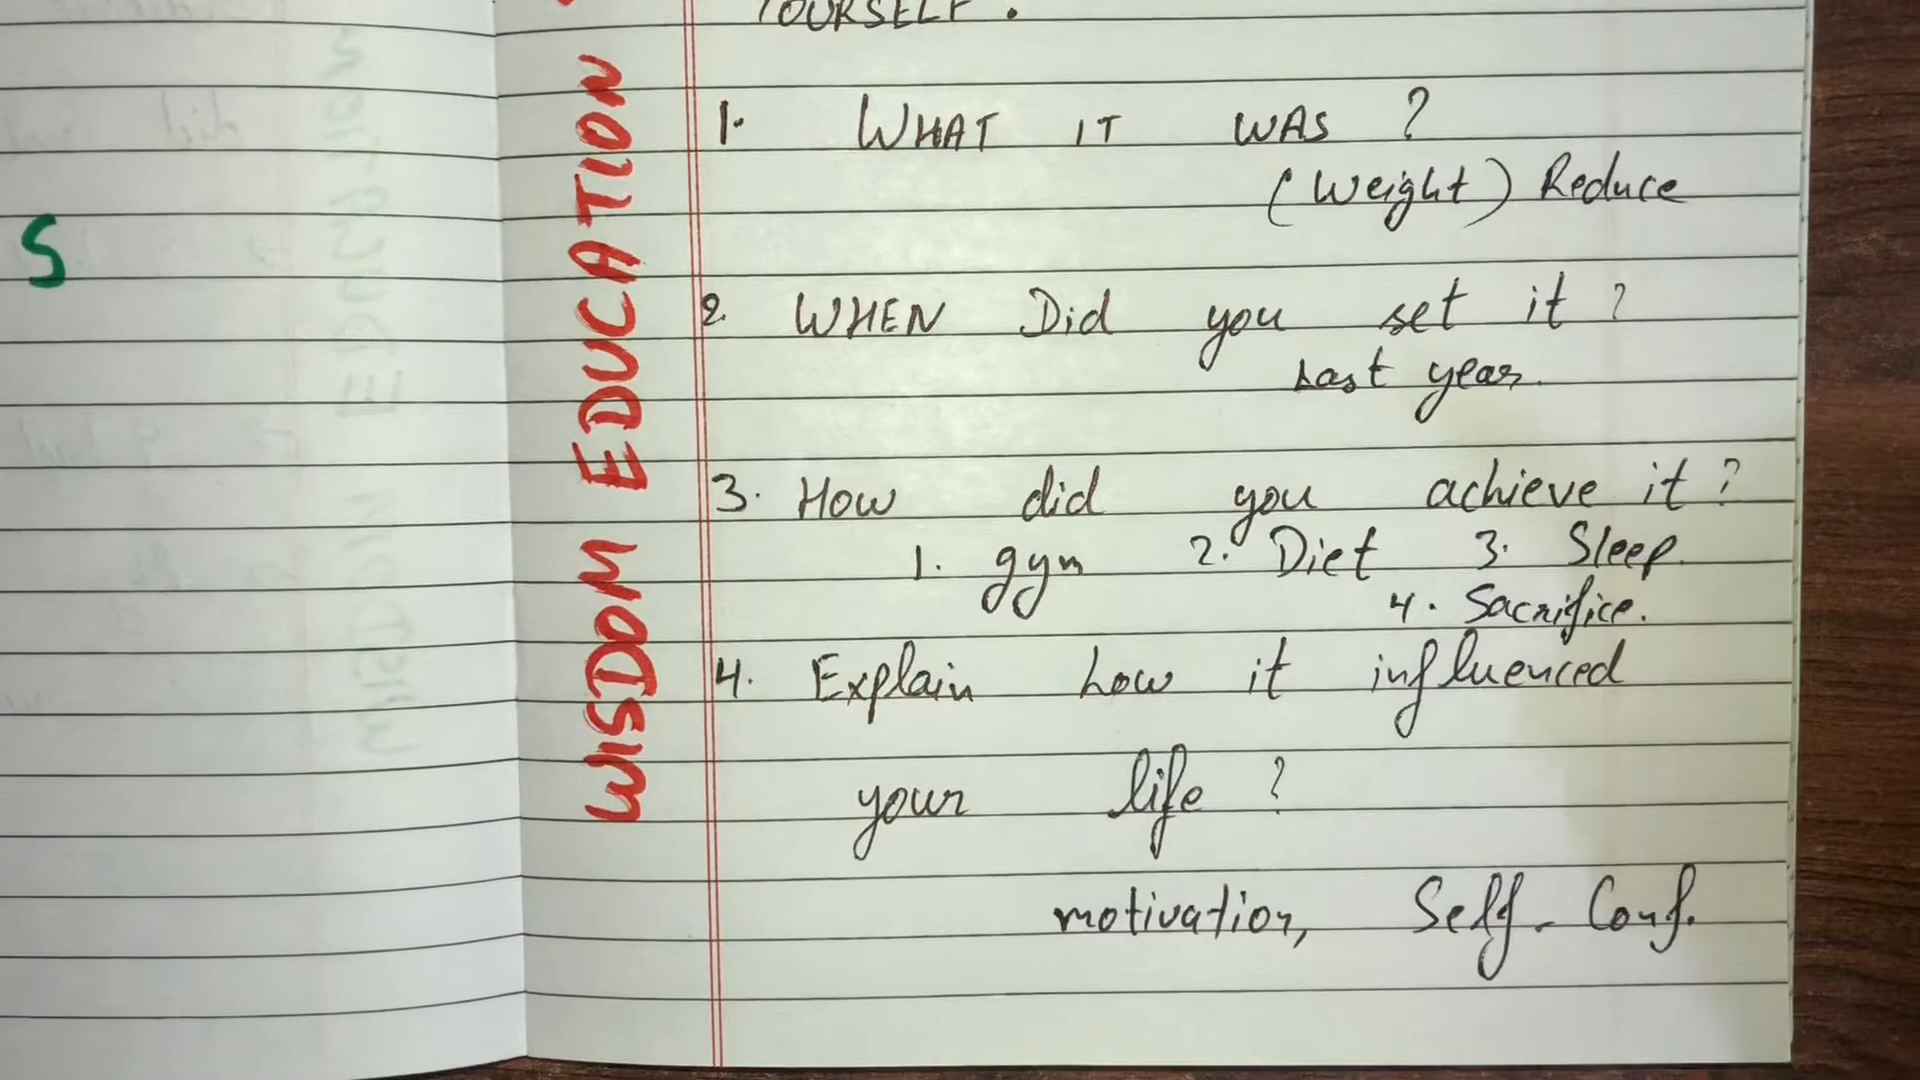 YOURSELF.
1. WHAT IT WAS ?
(Weight) Reduce
2. WHEN Did you set it ?
Last year.
3. How did you achieve it ?
1. gym 2. Diet 3. Sleep.
4. Sacrifice.
4. Explain how it influenced
your life ?
motivation, Self-Conf.
WISDOM EDUCATION
S